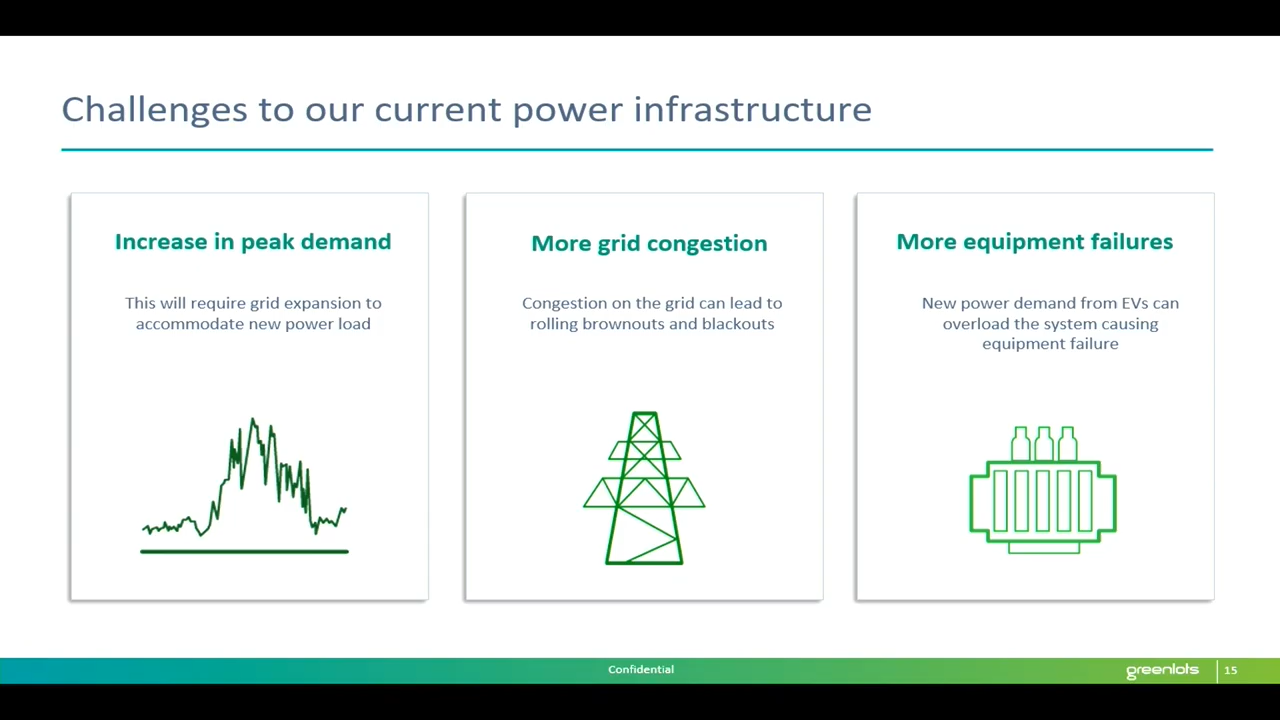 Challenges to our current power infrastructure
Increase in peak demand
This will require grid expansion to
accommodate new power load
More grid congestion
Congestion on the grid can lead to
rolling brownouts and blackouts
More equipment failures
New power demand from EVs can
overload the system causing
equipment failure
Confidential
greenlots
15